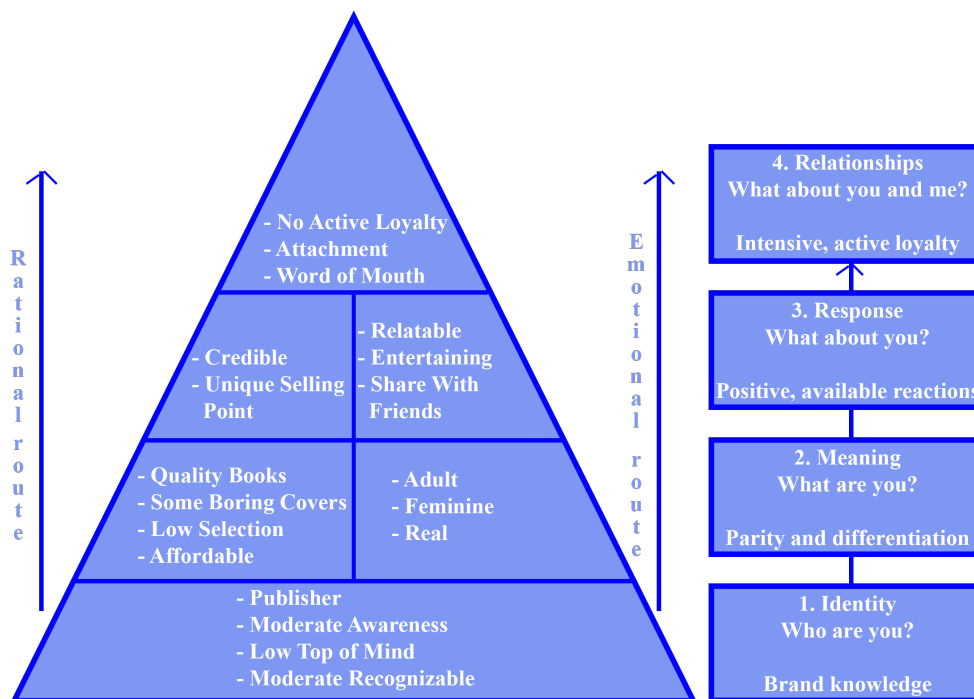 - No Active Loyalty
- Attachment
- Word of Mouth
- Credible
- Unique Selling
Point
- Relatable
- Entertaining
- Share With
Friends
- Quality Books
- Some Boring Covers
- Low Selection
- Affordable
- Adult
- Feminine
- Real
- Publisher
- Moderate Awareness
- Low Top of Mind
- Moderate Recognizable
Rational route
Emotional route
4. Relationships
What about you and me?
Intensive, active loyalty
3. Response
What about you?
Positive, available reactions
2. Meaning
What are you?
Parity and differentiation
1. Identity
Who are you?
Brand knowledge